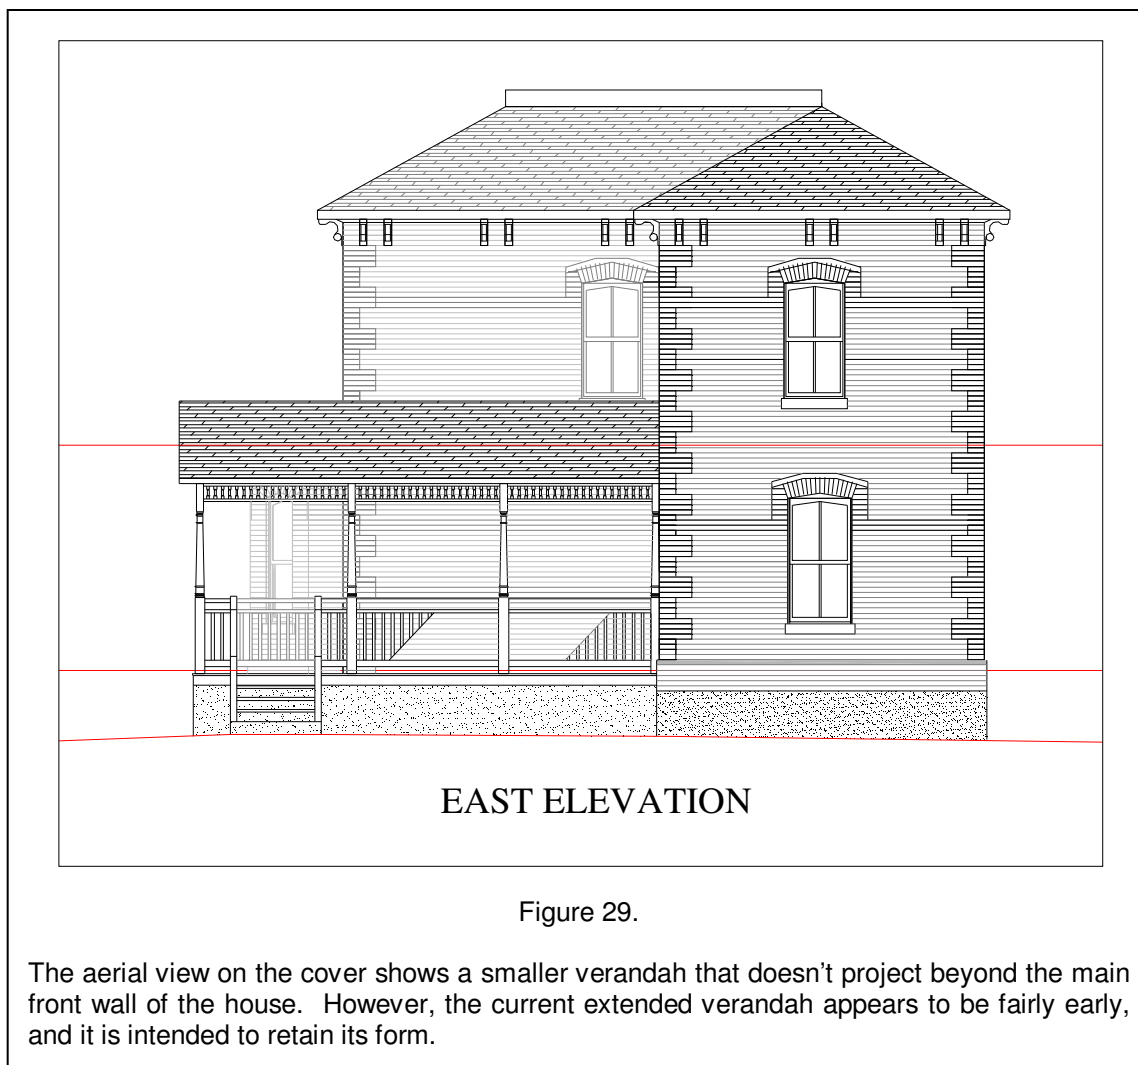 EAST ELEVATION
Figure 29.
The aerial view on the cover shows a smaller verandah that doesn’t project beyond the main
front wall of the house. However, the current extended verandah appears to be fairly early,
and it is intended to retain its form.